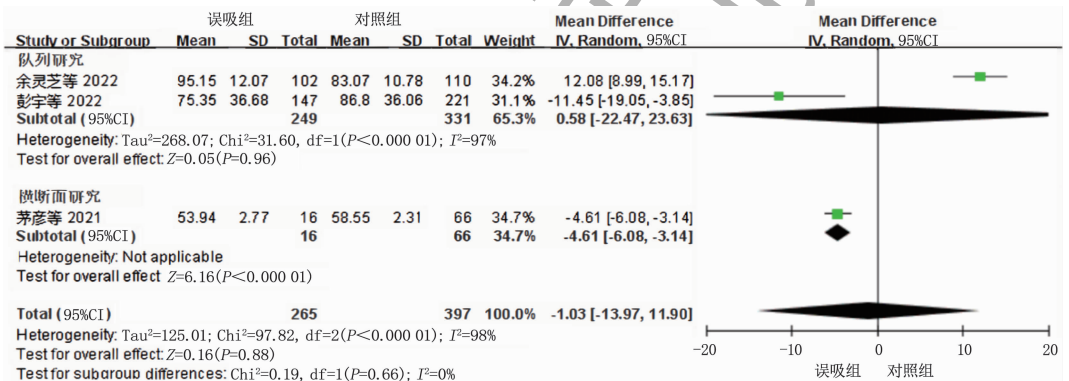 误吸组 对照组 Mean Difference Mean Difference
Study or Subgroup Mean SD Total Mean SD Total Weight IV, Random, 95%CI IV, Random, 95%CI
队列研究
余灵芝等 2022 95.15 12.07 102 83.07 10.78 110 34.2% 12.08 [8.99, 15.17]
彭宇等 2022 75.35 36.68 147 86.8 36.06 221 31.1% -11.45 [-19.05, -3.85]
Subtotal (95%CI) 249 331 65.3% 0.58 [-22.47, 23.63]
Heterogeneity: Tau²=268.07; Chi²=31.60, df=1(P<0.000 01); I²=97%
Test for overall effect: Z=0.05(P=0.96)
横断面研究
茅彦等 2021 53.94 2.77 16 58.55 2.31 66 34.7% -4.61 [-6.08, -3.14]
Subtotal (95%CI) 16 66 34.7% -4.61 [-6.08, -3.14]
Heterogeneity: Not applicable
Test for overall effect Z=6.16(P<0.000 01)
Total (95%CI) 265 397 100.0% -1.03 [-13.97, 11.90]
Heterogeneity: Tau²=125.01; Chi²=97.82, df=2(P<0.000 01); I²=98%
Test for overall effect: Z=0.16(P=0.88)
Test for subgroup differences: Chi²=0.19, df=1(P=0.66); I²=0%
-20 -10 0 10 20
误吸组 对照组